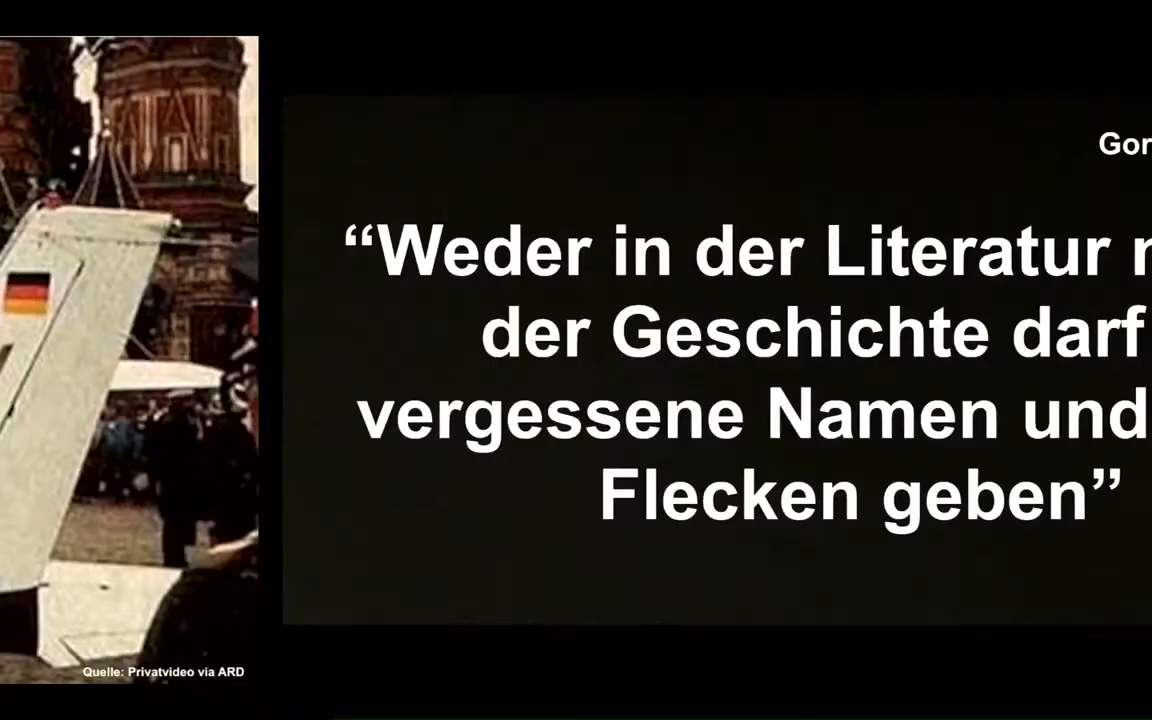 Gor
“Weder in der Literatur n
der Geschichte darf
vergessene Namen und
Flecken geben”
Quelle: Privatvideo via ARD